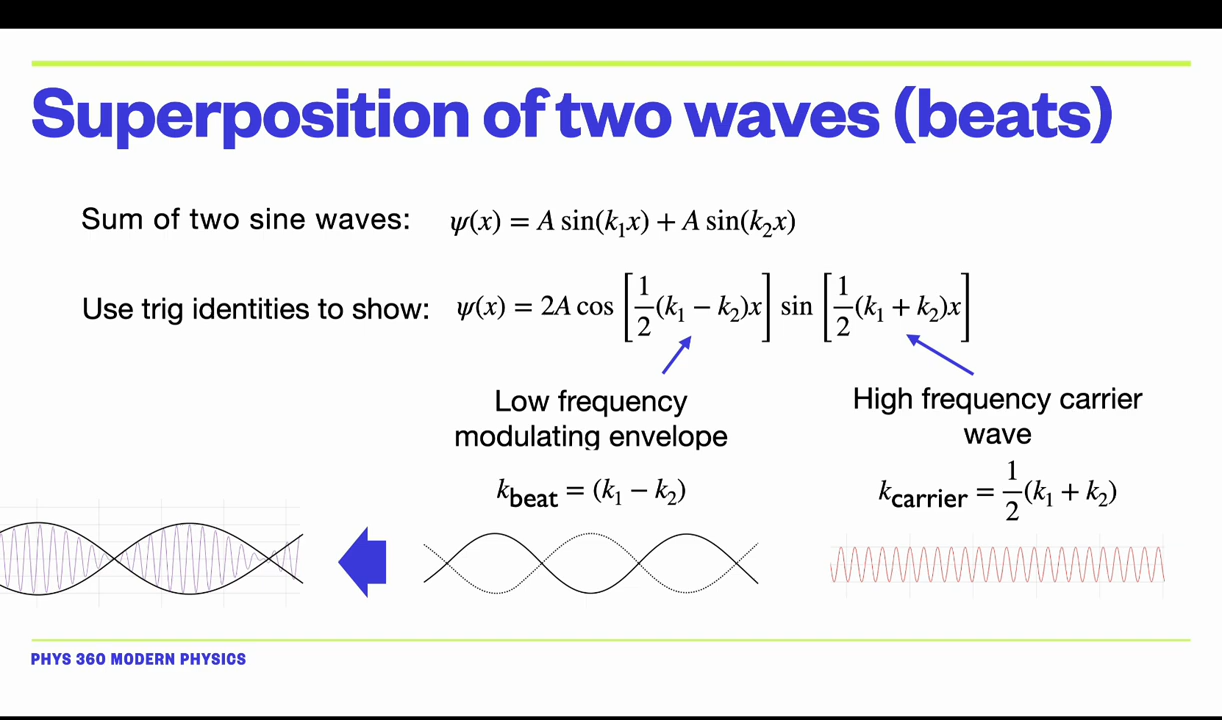 Superposition of two waves (beats)
Sum of two sine waves: ψ(x) = A sin(k₁x) + A sin(k₂x)
Use trig identities to show: ψ(x) = 2A cos [1/2(k₁ − k₂)x] sin [1/2(k₁ + k₂)x]
Low frequency
modulating envelope
k_beat = (k₁ − k₂)
High frequency carrier
wave
k_carrier = 1/2(k₁ + k₂)
PHYS 360 MODERN PHYSICS